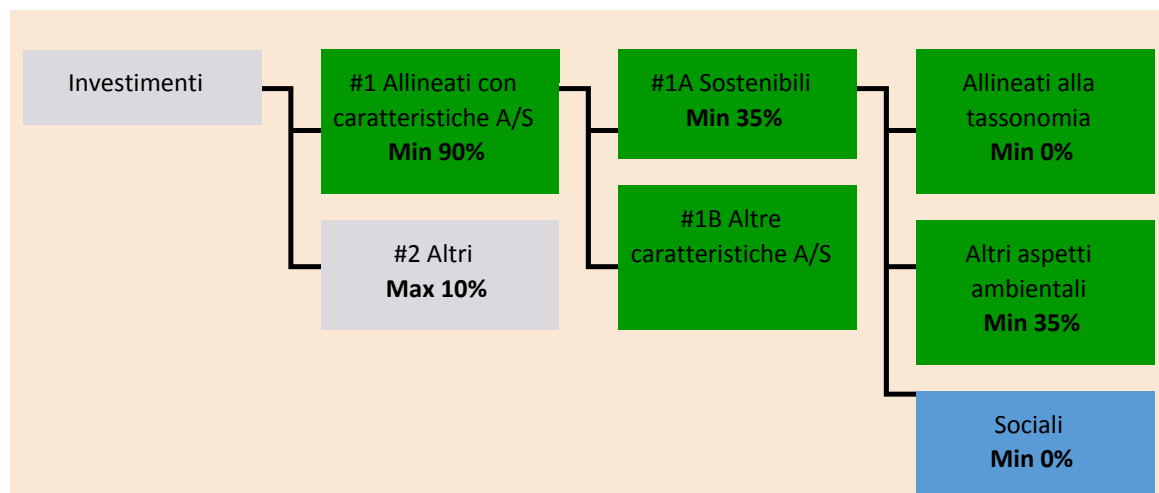 Investimenti
#1 Allineati con
caratteristiche A/S
Min 90%
#2 Altri
Max 10%
#1A Sostenibili
Min 35%
#1B Altre
caratteristiche A/S
Allineati alla
tassonomia
Min 0%
Altri aspetti
ambientali
Min 35%
Sociali
Min 0%